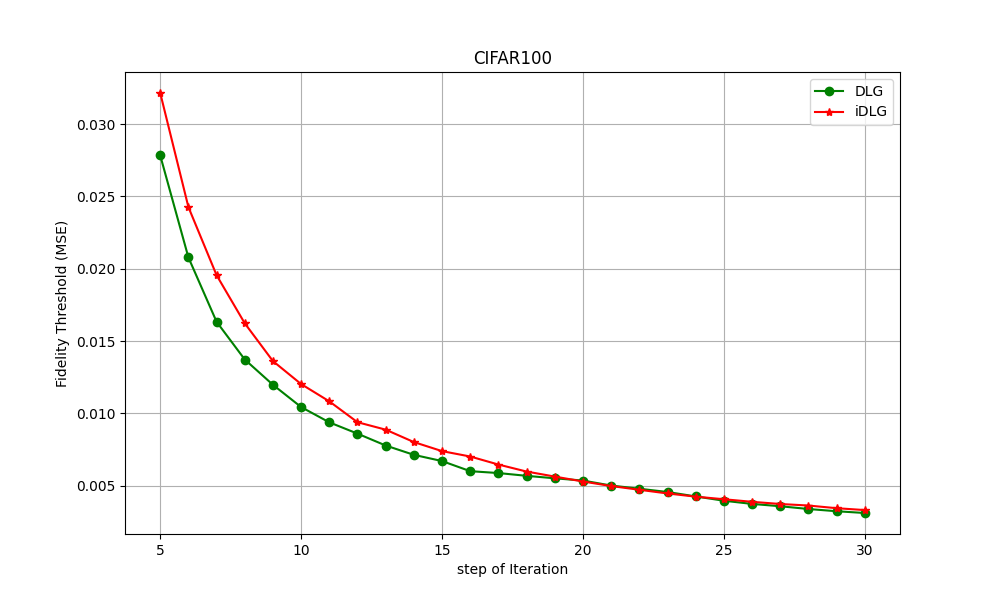 CIFAR100
DLG
iDLG
Fidelity Threshold (MSE)
0.030
0.025
0.020
0.015
0.010
0.005
5 10 15 20 25 30
step of Iteration